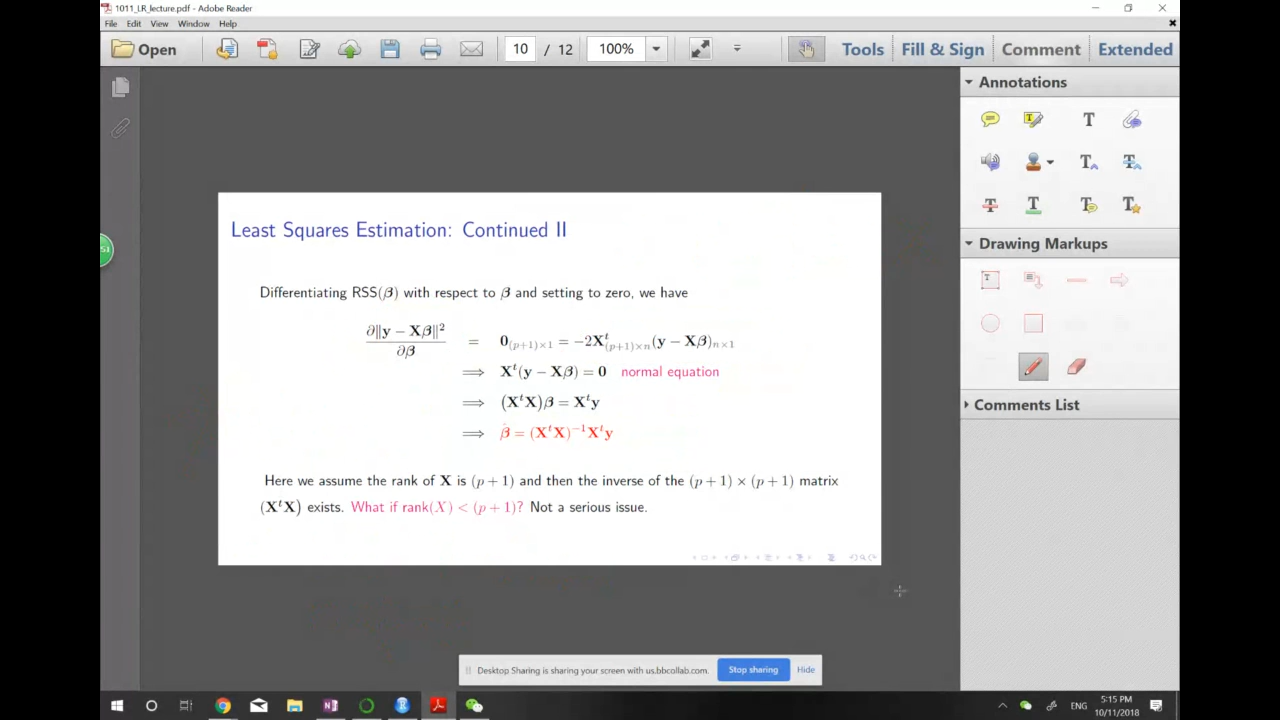 1011_LR_lecture.pdf - Adobe Reader
File Edit View Window Help
Open 10 / 12 100% Tools Fill & Sign Comment Extended
Annotations
Drawing Markups
Comments List
Least Squares Estimation: Continued II
Differentiating RSS(β) with respect to β and setting to zero, we have
∂‖y − Xβ‖² / ∂β = 0₍ₚ₊₁₎ₓ₁ = −2Xᵗ₍ₚ₊₁₎ₓₙ(y − Xβ)ₙₓ₁
⟹ Xᵗ(y − Xβ) = 0 normal equation
⟹ (XᵗX)β = Xᵗy
⟹ β̂ = (XᵗX)⁻¹Xᵗy
Here we assume the rank of X is (p + 1) and then the inverse of the (p + 1) × (p + 1) matrix
(XᵗX) exists. What if rank(X) < (p + 1)? Not a serious issue.
Desktop Sharing is sharing your screen with us.bbcollab.com. Stop sharing Hide
ENG 5:15 PM
10/11/2018